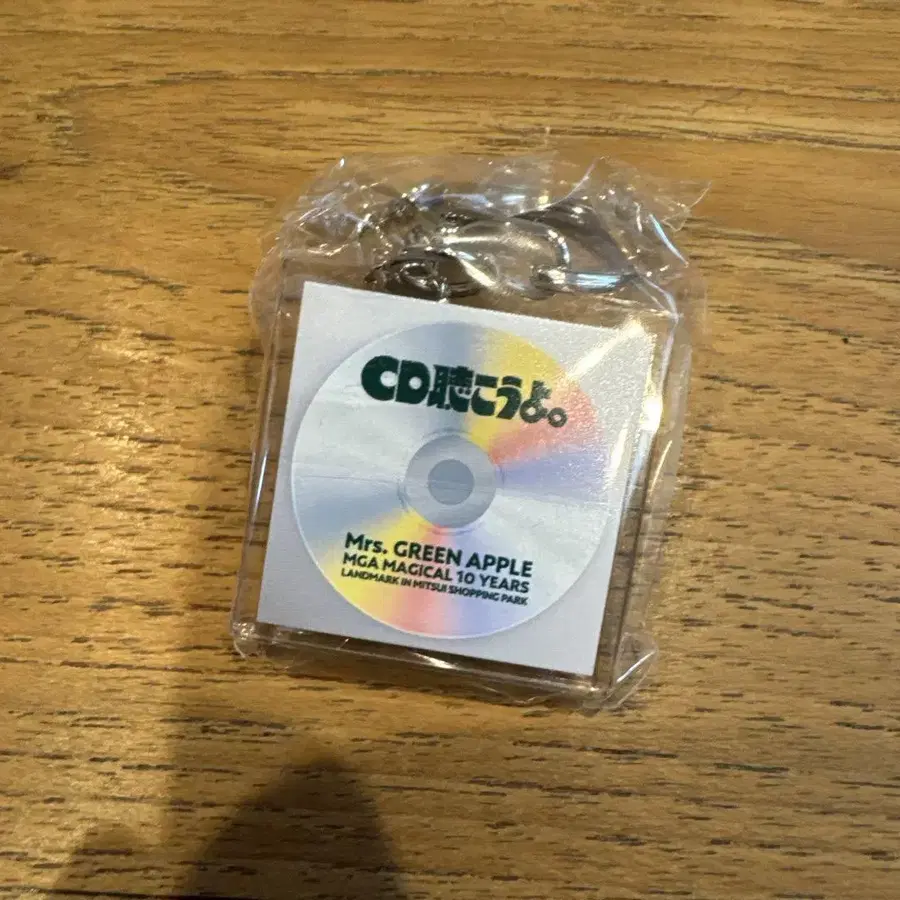 CD聴こうよ。
Mrs. GREEN APPLE
MGA MAGICAL 10 YEARS
LANDMARK IN MITSUI SHOPPING PARK